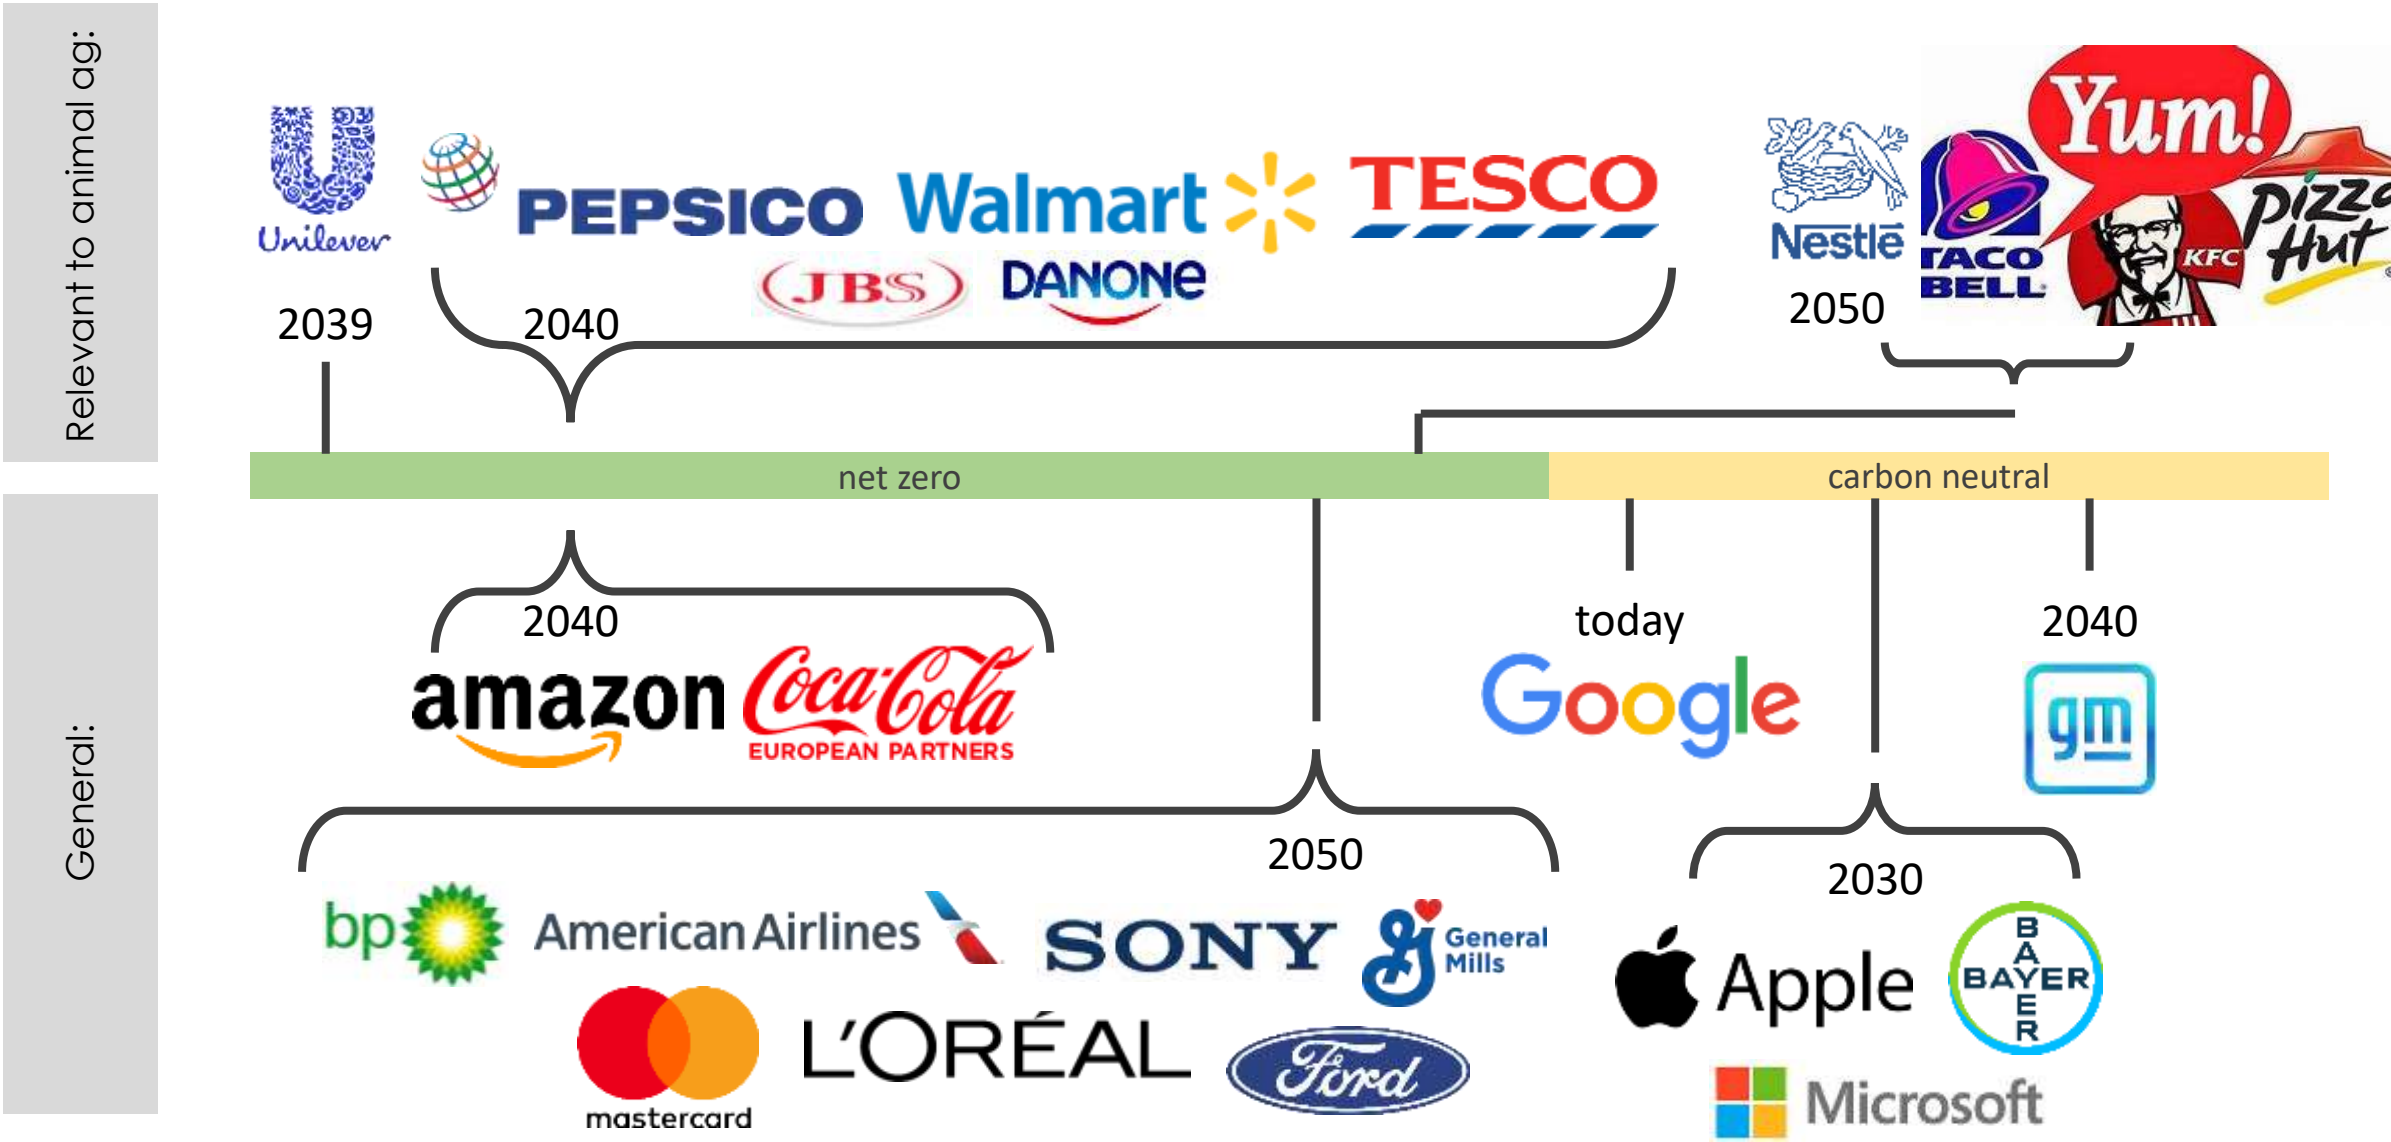 Relevant to animal ag:
Unilever
PEPSICO
Walmart
TESCO
JBS
DANONE
Nestlé
Yum!
TACO
BELL
KFC
Pizza
Hut
2039
2040
2050
net zero
carbon neutral
General:
2040
amazon
Coca-Cola
EUROPEAN PARTNERS
today
Google
2040
gm
2050
bp
American Airlines
SONY
General
Mills
mastercard
L'ORÉAL
Ford
2030
Apple
BAYER
BAYER
Microsoft